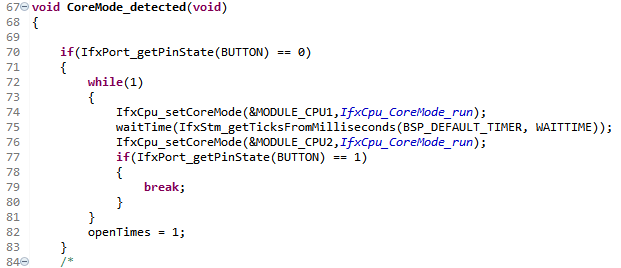 67 void CoreMode_detected(void)
68 {
69
70     if(IfxPort_getPinState(BUTTON) == 0)
71     {
72         while(1)
73         {
74             IfxCpu_setCoreMode(&MODULE_CPU1,IfxCpu_CoreMode_run);
75             waitTime(IfxStm_getTicksFromMilliseconds(BSP_DEFAULT_TIMER, WAITTIME));
76             IfxCpu_setCoreMode(&MODULE_CPU2,IfxCpu_CoreMode_run);
77             if(IfxPort_getPinState(BUTTON) == 1)
78             {
79                 break;
80             }
81         }
82         openTimes = 1;
83     }
84     /*